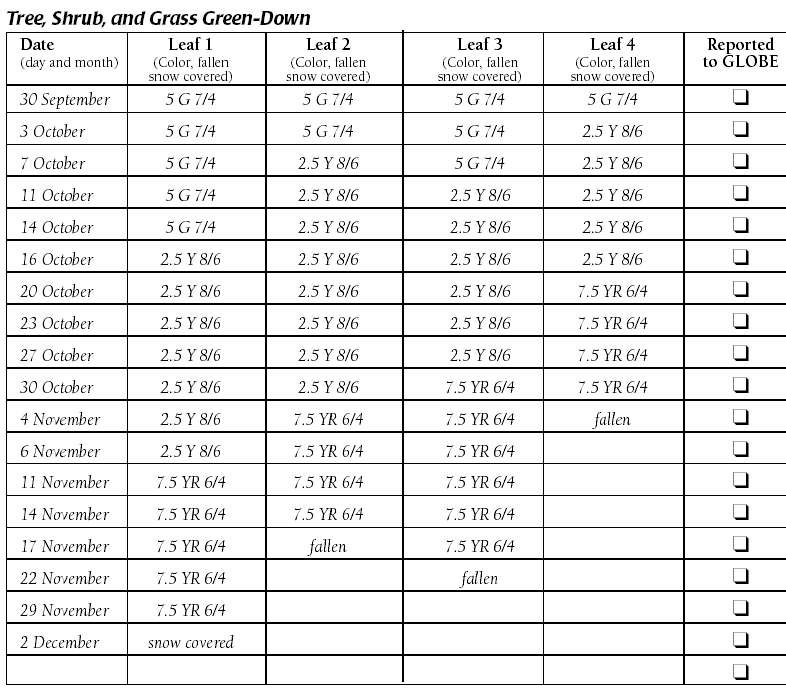 Tree, Shrub, and Grass Green-Down
Date Leaf 1 Leaf 2 Leaf 3 Leaf 4 Reported
(day and month) (Color, fallen (Color, fallen (Color, fallen (Color, fallen to GLOBE
snow covered) snow covered) snow covered) snow covered)
30 September 5 G 7/4 5 G 7/4 5 G 7/4 5 G 7/4
3 October 5 G 7/4 5 G 7/4 5 G 7/4 2.5 Y 8/6
7 October 5 G 7/4 2.5 Y 8/6 5 G 7/4 2.5 Y 8/6
11 October 5 G 7/4 2.5 Y 8/6 2.5 Y 8/6 2.5 Y 8/6
14 October 5 G 7/4 2.5 Y 8/6 2.5 Y 8/6 2.5 Y 8/6
16 October 2.5 Y 8/6 2.5 Y 8/6 2.5 Y 8/6 2.5 Y 8/6
20 October 2.5 Y 8/6 2.5 Y 8/6 2.5 Y 8/6 7.5 YR 6/4
23 October 2.5 Y 8/6 2.5 Y 8/6 2.5 Y 8/6 7.5 YR 6/4
27 October 2.5 Y 8/6 2.5 Y 8/6 2.5 Y 8/6 7.5 YR 6/4
30 October 2.5 Y 8/6 2.5 Y 8/6 7.5 YR 6/4 7.5 YR 6/4
4 November 2.5 Y 8/6 7.5 YR 6/4 7.5 YR 6/4 fallen
6 November 2.5 Y 8/6 7.5 YR 6/4 7.5 YR 6/4
11 November 7.5 YR 6/4 7.5 YR 6/4 7.5 YR 6/4
14 November 7.5 YR 6/4 7.5 YR 6/4 7.5 YR 6/4
17 November 7.5 YR 6/4 fallen 7.5 YR 6/4
22 November 7.5 YR 6/4 fallen
29 November 7.5 YR 6/4
2 December snow covered